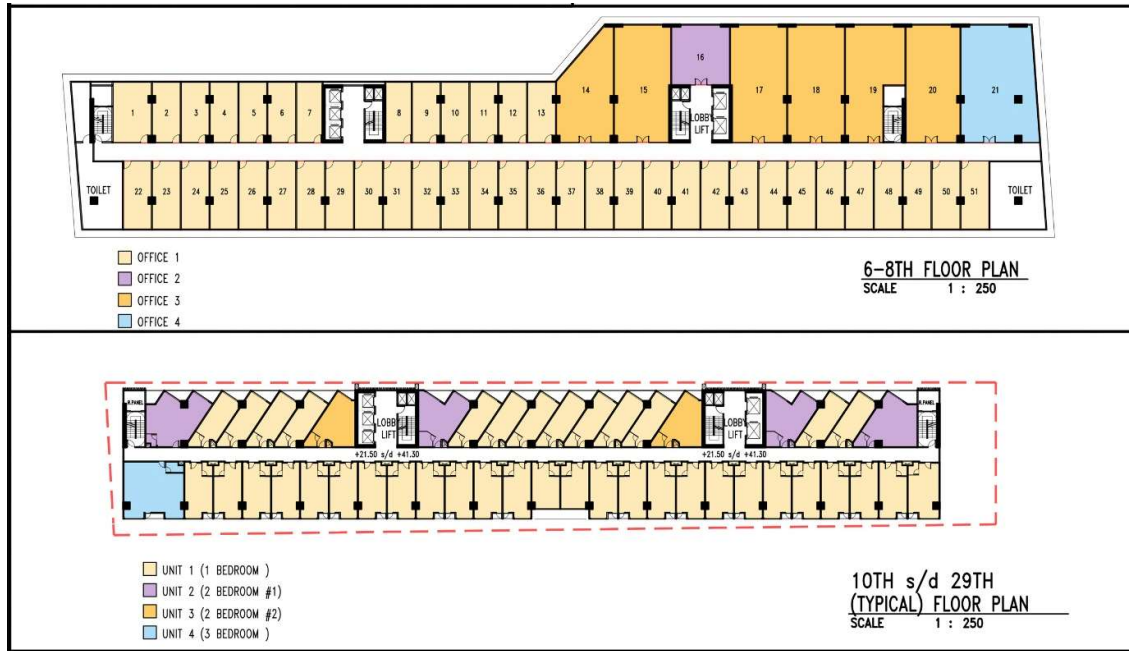 16
14 15 17 18 19 20 21
1 2 3 4 5 6 7 8 9 10 11 12 13
LOBBY
LIFT
TOILET 22 23 24 25 26 27 28 29 30 31 32 33 34 35 36 37 38 39 40 41 42 43 44 45 46 47 48 49 50 51 TOILET
OFFICE 1
OFFICE 2
OFFICE 3
OFFICE 4
6-8TH FLOOR PLAN
SCALE 1 : 250
R.PANEL R.PANEL
LOBBY LOBBY
LIFT LIFT
+21.50 s/d +41.30 +21.50 s/d +41.30
UNIT 1 (1 BEDROOM )
UNIT 2 (2 BEDROOM #1)
UNIT 3 (2 BEDROOM #2)
UNIT 4 (3 BEDROOM )
10TH s/d 29TH
(TYPICAL) FLOOR PLAN
SCALE 1 : 250